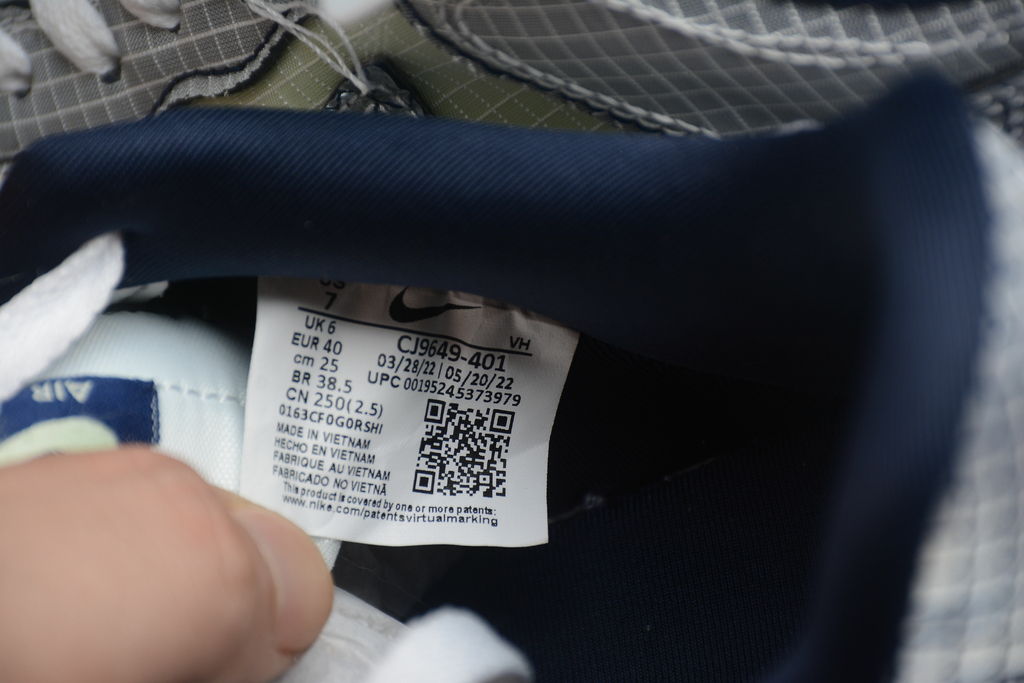 US
7
UK 6
EUR 40
cm 25
BR 38.5
CN 250(2.5)
0163CF0G0RSHI
MADE IN VIETNAM
HECHO EN VIETNAM
FABRIQUE AU VIETNAM
FABRICADO NO VIETNÃ
This product is covered by one or more patents:
www.nike.com/patentsvirtualmarking
VH
CJ9649-401
03/28/22 | 05/20/22
UPC 00195245373979
AIR